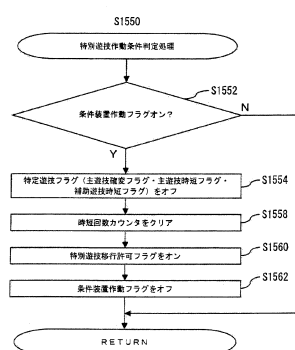 S1550
特別遊技作動条件判定処理
S1552
条件装置作動フラグオン?
N
Y
特定遊技フラグ(主遊技確変フラグ・主遊技時短フラグ・
補助遊技時短フラグ)をオフ
S1554
時短回数カウンタをクリア
S1558
特別遊技移行許可フラグをオン
S1560
条件装置作動フラグをオフ
S1562
RETURN